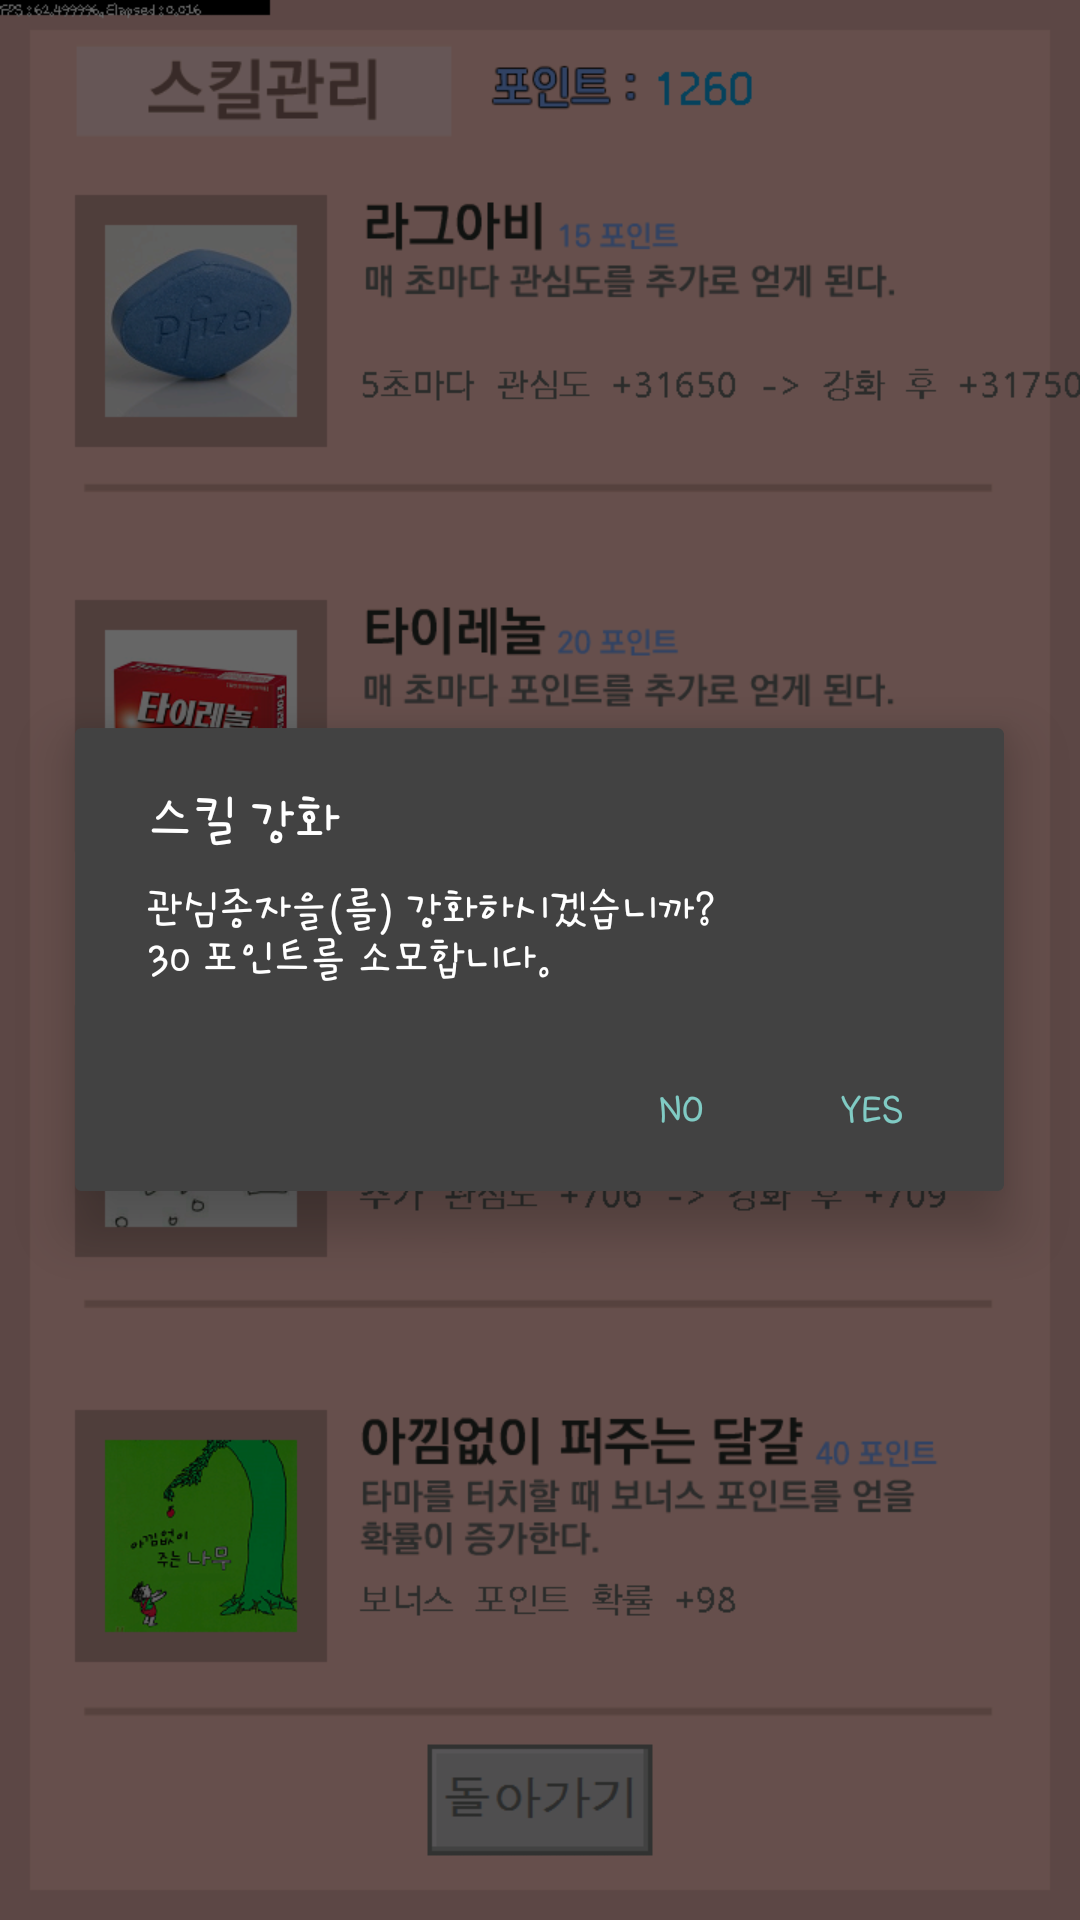 FPS : 62.499996, Elapsed : 0.016
스킬관리
포인트 : 1260
라그아비 15 포인트
매 초마다 관심도를 추가로 얻게 된다.
Pfizer
5초마다 관심도 +31650 -> 강화 후 +31750
타이레놀 20 포인트
매 초마다 포인트를 추가로 얻게 된다.
타이레놀
스킬 강화
관심종자을(를) 강화하시겠습니까?
30 포인트를 소모합니다.
NO YES
추가 관심도 +706 -> 강화 후 +709
아낌없이 퍼주는 달걀 40 포인트
타마를 터치할 때 보너스 포인트를 얻을
확률이 증가한다.
아낌없이
주는 나무
보너스 포인트 확률 +98
돌아가기